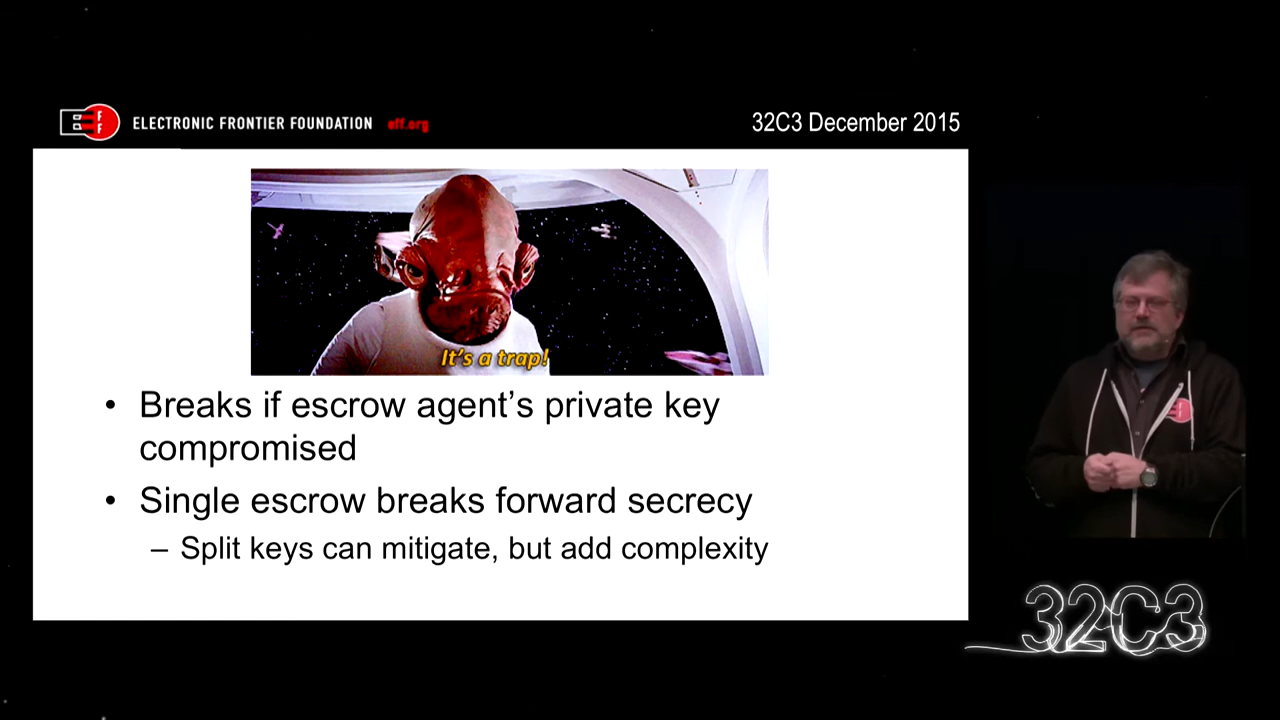 ELECTRONIC FRONTIER FOUNDATION eff.org
32C3 December 2015
It's a trap!
• Breaks if escrow agent's private key
compromised
• Single escrow breaks forward secrecy
– Split keys can mitigate, but add complexity
EFF
32C3